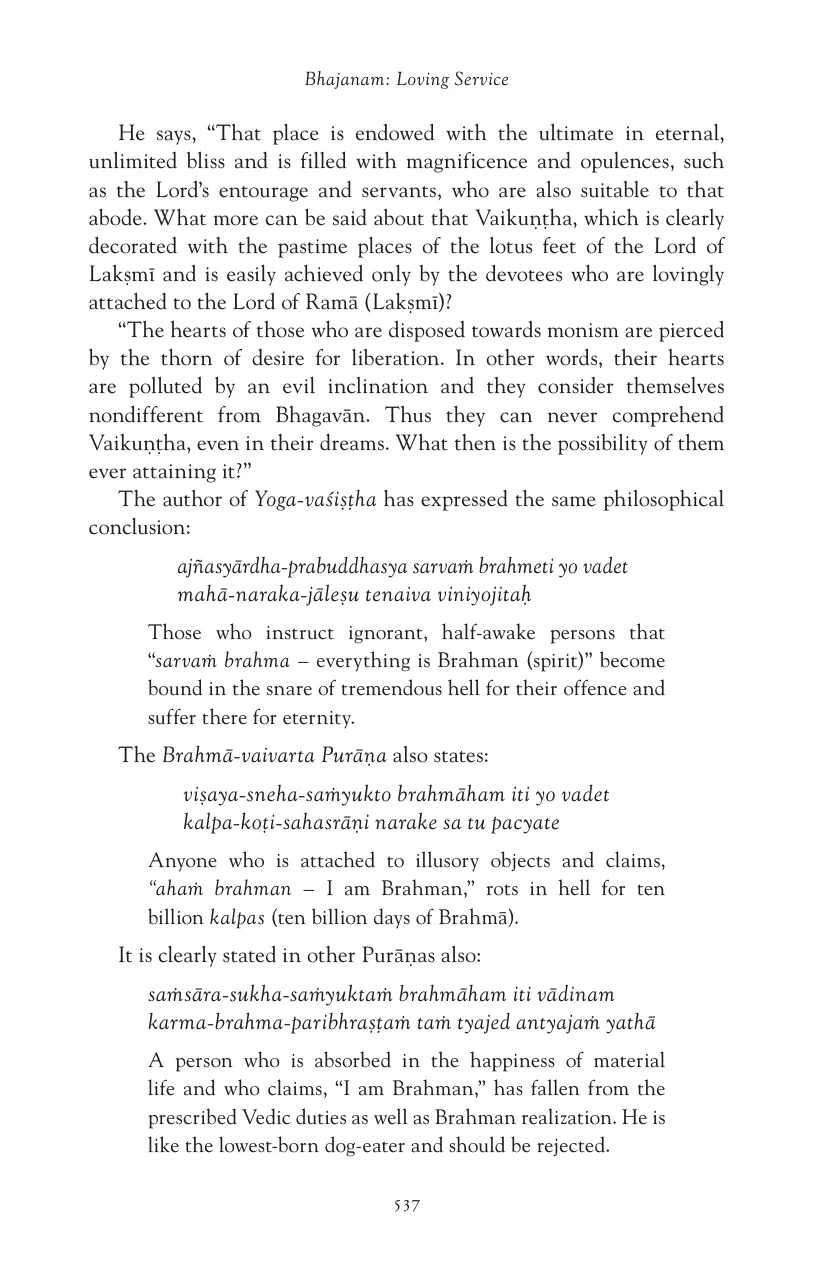 Bhajanam: Loving Service
He says, “That place is endowed with the ultimate in eternal,
unlimited bliss and is filled with magnificence and opulences, such
as the Lord’s entourage and servants, who are also suitable to that
abode. What more can be said about that Vaikuṇṭha, which is clearly
decorated with the pastime places of the lotus feet of the Lord of
Lakṣmī and is easily achieved only by the devotees who are lovingly
attached to the Lord of Ramā (Lakṣmī)?
“The hearts of those who are disposed towards monism are pierced
by the thorn of desire for liberation. In other words, their hearts
are polluted by an evil inclination and they consider themselves
nondifferent from Bhagavān. Thus they can never comprehend
Vaikuṇṭha, even in their dreams. What then is the possibility of them
ever attaining it?”
The author of Yoga-vaśiṣṭha has expressed the same philosophical
conclusion:
ajñasyārdha-prabuddhasya sarvaṁ brahmeti yo vadet
mahā-naraka-jāleṣu tenaiva viniyojitaḥ
Those who instruct ignorant, half-awake persons that
“sarvaṁ brahma – everything is Brahman (spirit)” become
bound in the snare of tremendous hell for their offence and
suffer there for eternity.
The Brahmā-vaivarta Purāṇa also states:
viṣaya-sneha-saṁyukto brahmāham iti yo vadet
kalpa-koṭi-sahasrāṇi narake sa tu pacyate
Anyone who is attached to illusory objects and claims,
“ahaṁ brahman – I am Brahman,” rots in hell for ten
billion kalpas (ten billion days of Brahmā).
It is clearly stated in other Purāṇas also:
saṁsāra-sukha-saṁyuktaṁ brahmāham iti vādinam
karma-brahma-paribhraṣṭaṁ taṁ tyajed antyajaṁ yathā
A person who is absorbed in the happiness of material
life and who claims, “I am Brahman,” has fallen from the
prescribed Vedic duties as well as Brahman realization. He is
like the lowest-born dog-eater and should be rejected.
537